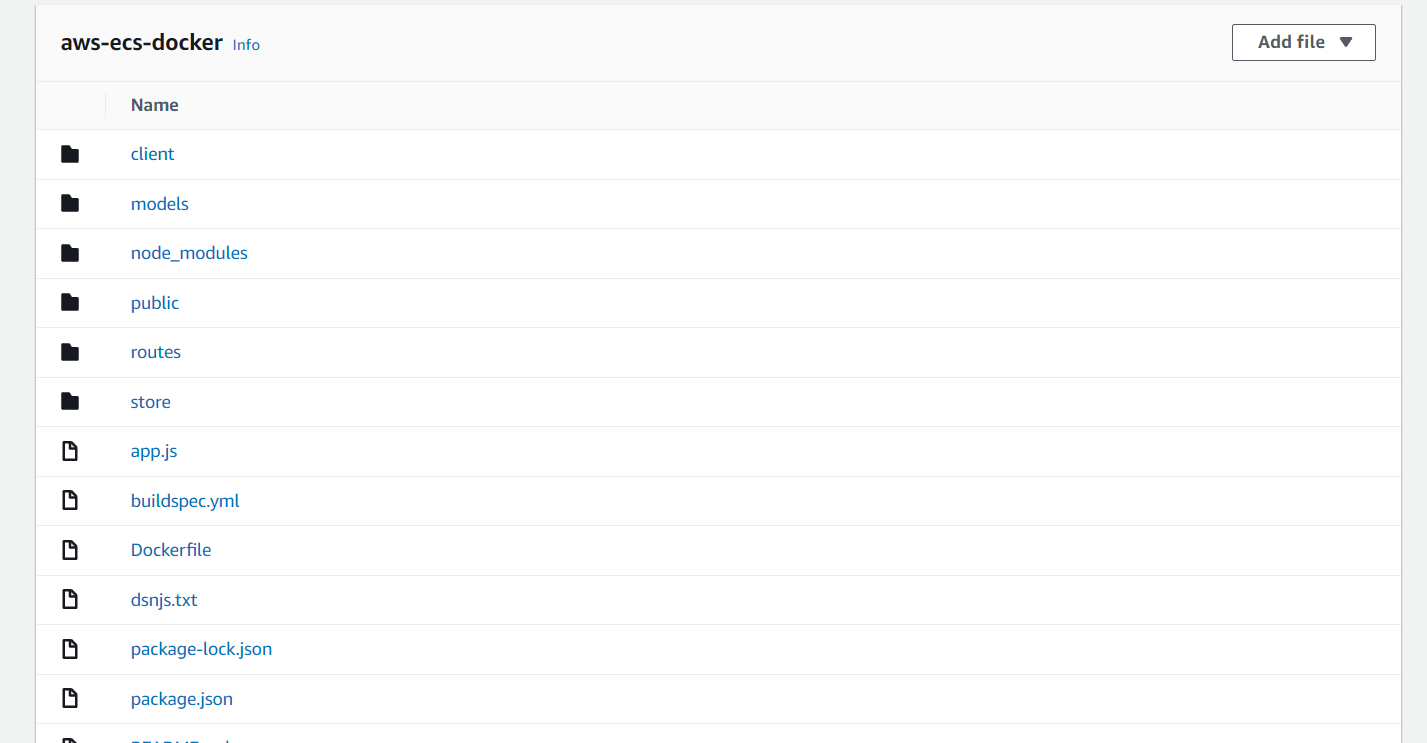 aws-ecs-docker Info
Add file
Name
client
models
node_modules
public
routes
store
app.js
buildspec.yml
Dockerfile
dsnjs.txt
package-lock.json
package.json